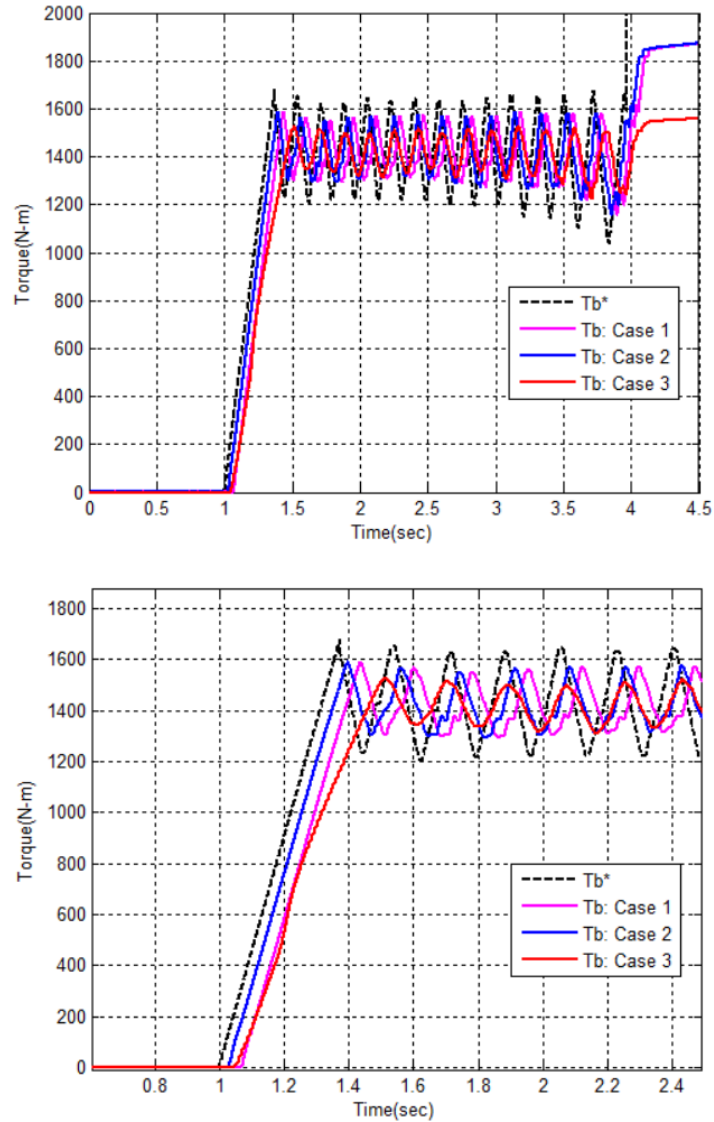 2000
1800
1600
1400
1200
1000
800
600
400
200
0
Torque(N-m)
Tb*
Tb: Case 1
Tb: Case 2
Tb: Case 3
0 0.5 1 1.5 2 2.5 3 3.5 4 4.5
Time(sec)
1800
1600
1400
1200
1000
800
600
400
200
0
Torque(N-m)
Tb*
Tb: Case 1
Tb: Case 2
Tb: Case 3
0.8 1 1.2 1.4 1.6 1.8 2 2.2 2.4
Time(sec)